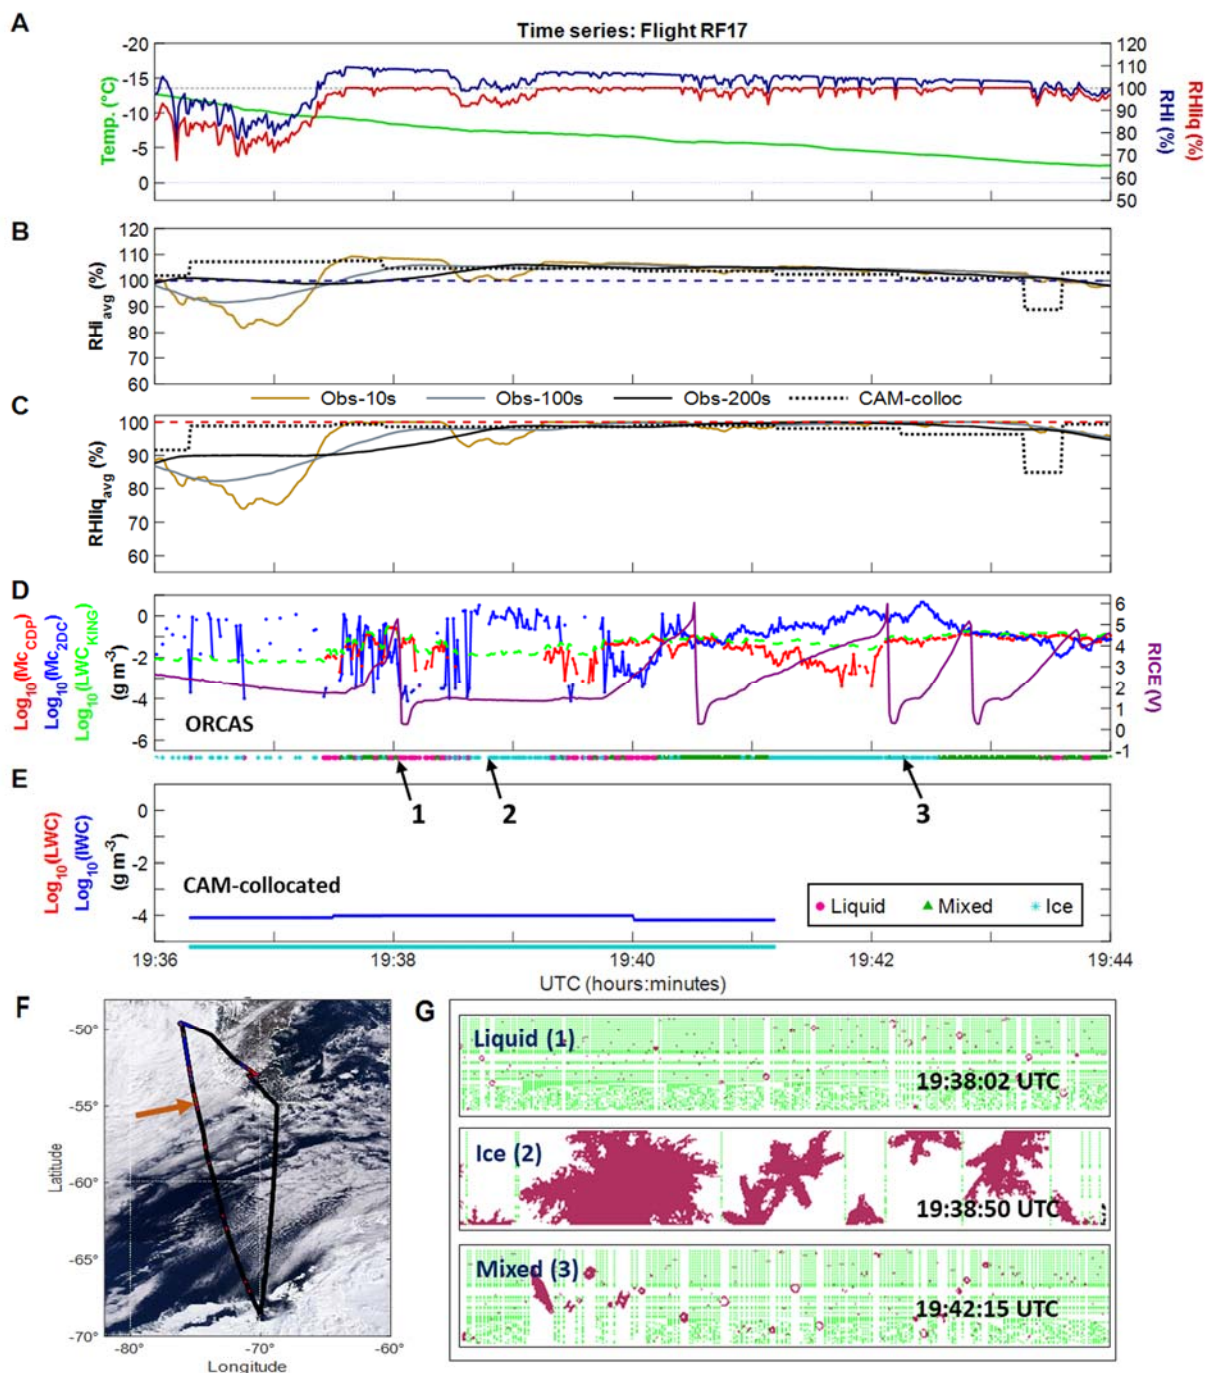 A
Time series: Flight RF17
Temp. (°C)
-20
-15
-10
-5
0
120
110
100
90
80
70
60
50
RHi (%)
RHliq (%)
B
RHi avg (%)
120
110
100
90
80
70
60
C
Obs-10s Obs-100s Obs-200s CAM-colloc
RHliq avg (%)
100
90
80
70
60
D
Log10(McCDP)
Log10(Mc2DC)
Log10(LWCKING)
(g m-3)
0
-2
-4
-6
6
5
4
3
2
1
0
-1
RICE (V)
ORCAS
1 2 3
E
Log10(LWC)
Log10(IWC)
(g m-3)
0
-2
-4
CAM-collocated
Liquid Mixed Ice
19:36 19:38 19:40 19:42 19:44
UTC (hours:minutes)
F
Latitude
-50°
-55°
-60°
-65°
-70°
-80° -70° -60°
Longitude
G
Liquid (1)
19:38:02 UTC
Ice (2)
19:38:50 UTC
Mixed (3)
19:42:15 UTC